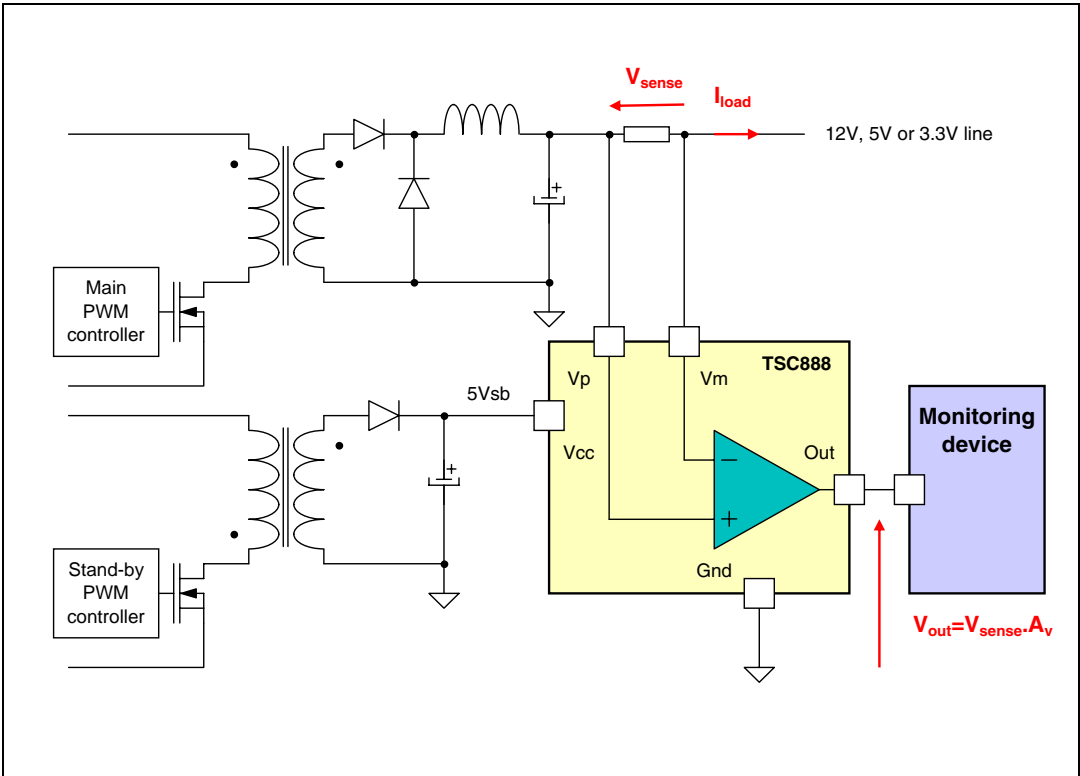 Vsense
Iload
12V, 5V or 3.3V line
Main
PWM
controller
TSC888
Vp
Vm
5Vsb
Vcc
Out
Monitoring
device
−
+
Gnd
Stand-by
PWM
controller
+
+
Vout=Vsense.Av